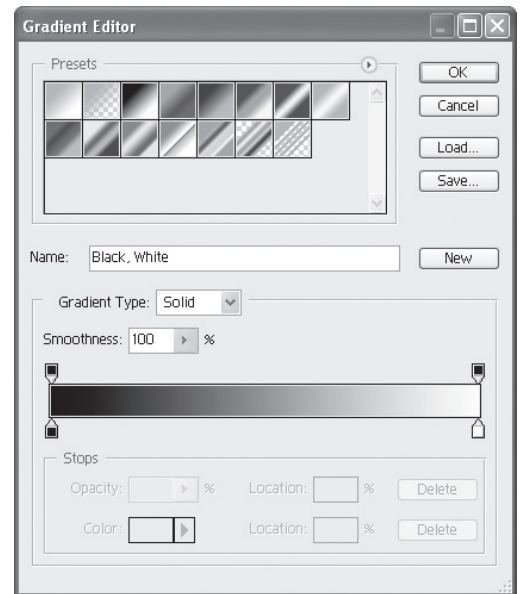 Gradient Editor
Presets
OK
Cancel
Load...
Save...
Name: Black, White
New
Gradient Type: Solid
Smoothness: 100 %
Stops
Opacity: % Location: % Delete
Color: Location: % Delete